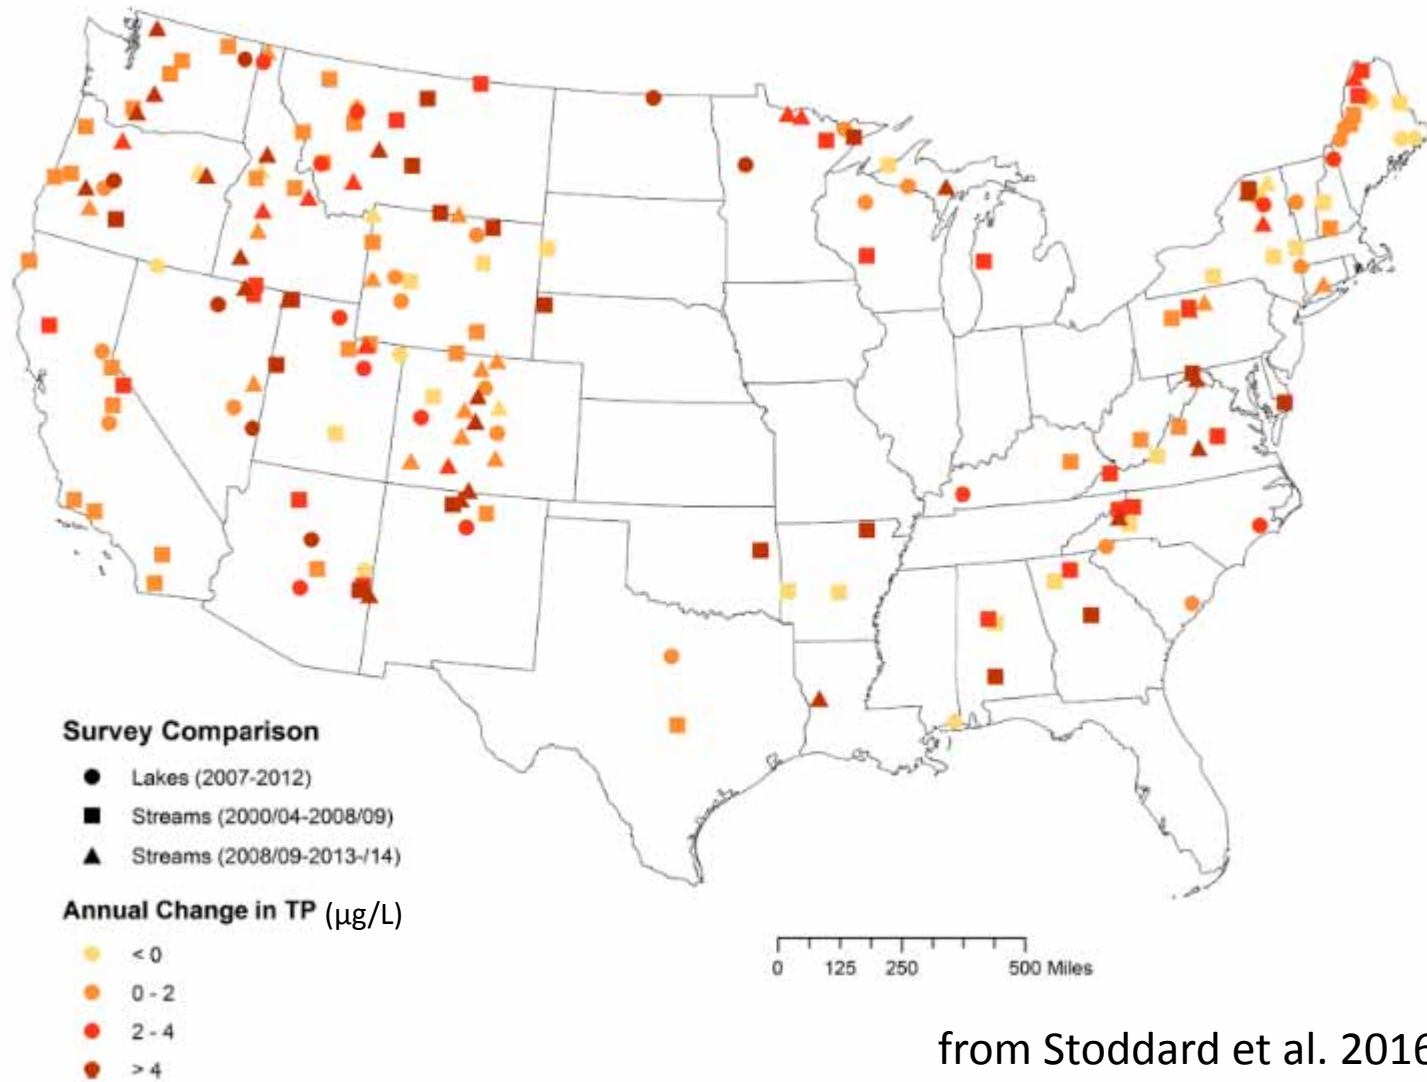 Survey Comparison
Lakes (2007-2012)
Streams (2000/04-2008/09)
Streams (2008/09-2013-/14)
Annual Change in TP (µg/L)
< 0
0 - 2
2 - 4
> 4
0 125 250 500 Miles
from Stoddard et al. 2016